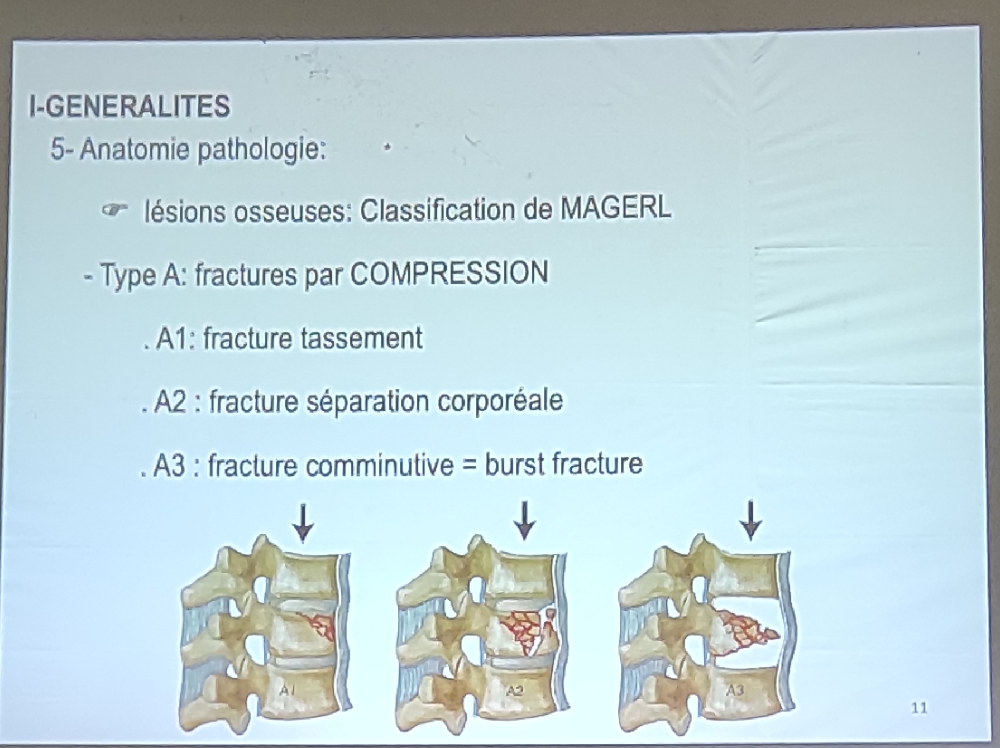 I-GENERALITES
5- Anatomie pathologie:
☞ lésions osseuses: Classification de MAGERL
- Type A: fractures par COMPRESSION
. A1: fracture tassement
. A2 : fracture séparation corporéale
. A3 : fracture comminutive = burst fracture
A1 A2 A3
11